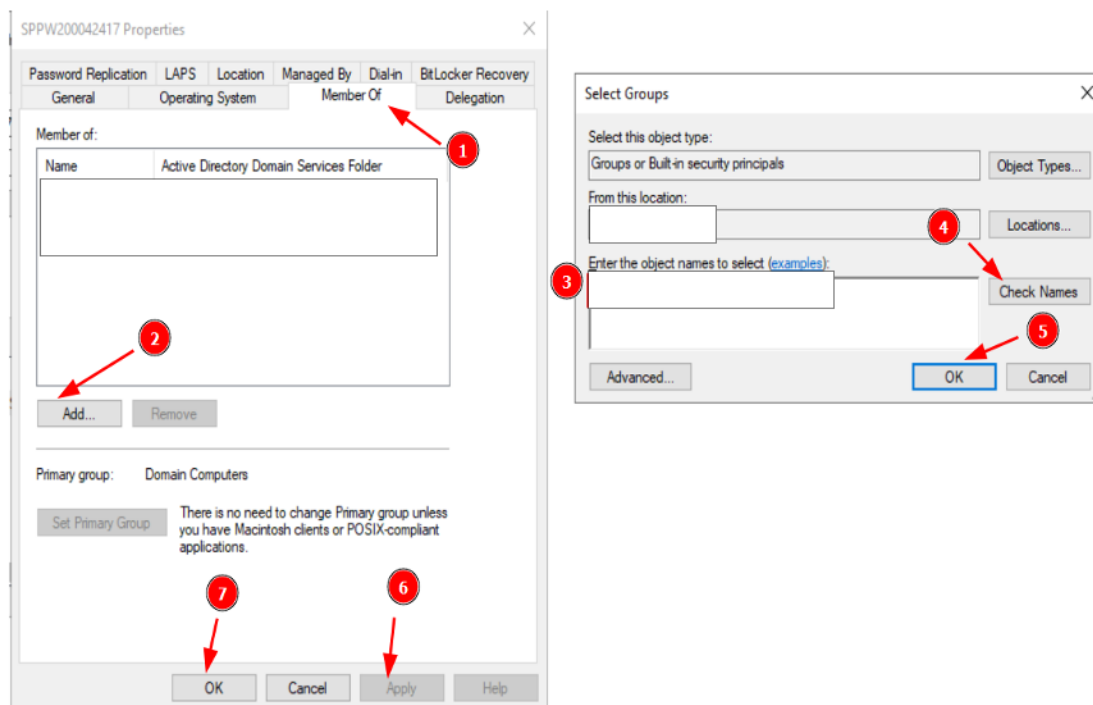 SPPW200042417 Properties
Password Replication LAPS Location Managed By Dial-in BitLocker Recovery
General Operating System Member Of Delegation
1
Member of:
Name Active Directory Domain Services Folder
2
Add... Remove
Primary group: Domain Computers
Set Primary Group
There is no need to change Primary group unless
you have Macintosh clients or POSIX-compliant
applications.
7
6
OK Cancel Apply Help
Select Groups
Select this object type:
Groups or Built-in security principals Object Types...
From this location:
4
Locations...
Enter the object names to select (examples):
3
Check Names
5
Advanced... OK Cancel